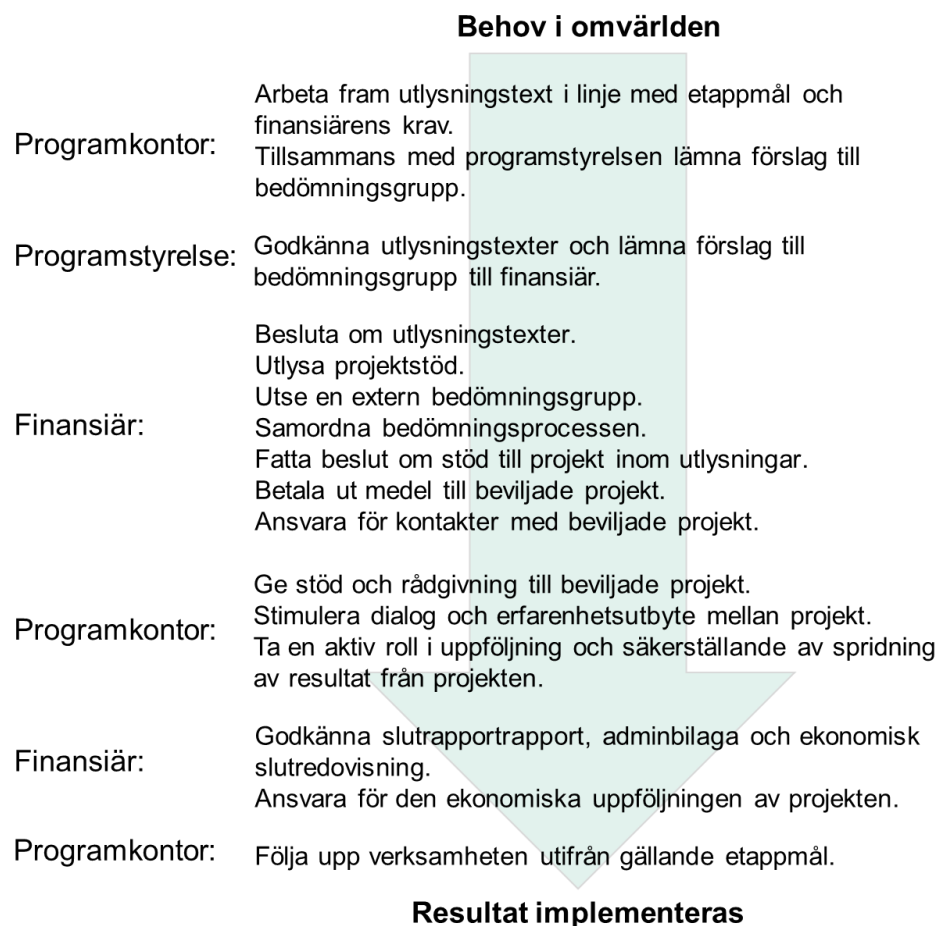 Behov i omvärlden
Programkontor:
Arbeta fram utlysningstext i linje med etappmål och
finansiärens krav.
Tillsammans med programstyrelsen lämna förslag till
bedömningsgrupp.
Programstyrelse:
Godkänna utlysningstexter och lämna förslag till
bedömningsgrupp till finansiär.
Finansiär:
Besluta om utlysningstexter.
Utlysa projektstöd.
Utse en extern bedömningsgrupp.
Samordna bedömningsprocessen.
Fatta beslut om stöd till projekt inom utlysningar.
Betala ut medel till beviljade projekt.
Ansvara för kontakter med beviljade projekt.
Programkontor:
Ge stöd och rådgivning till beviljade projekt.
Stimulera dialog och erfarenhetsutbyte mellan projekt.
Ta en aktiv roll i uppföljning och säkerställande av spridning
av resultat från projekten.
Finansiär:
Godkänna slutrapportrapport, adminbilaga och ekonomisk
slutredovisning.
Ansvara för den ekonomiska uppföljningen av projekten.
Programkontor:
Följa upp verksamheten utifrån gällande etappmål.
Resultat implementeras